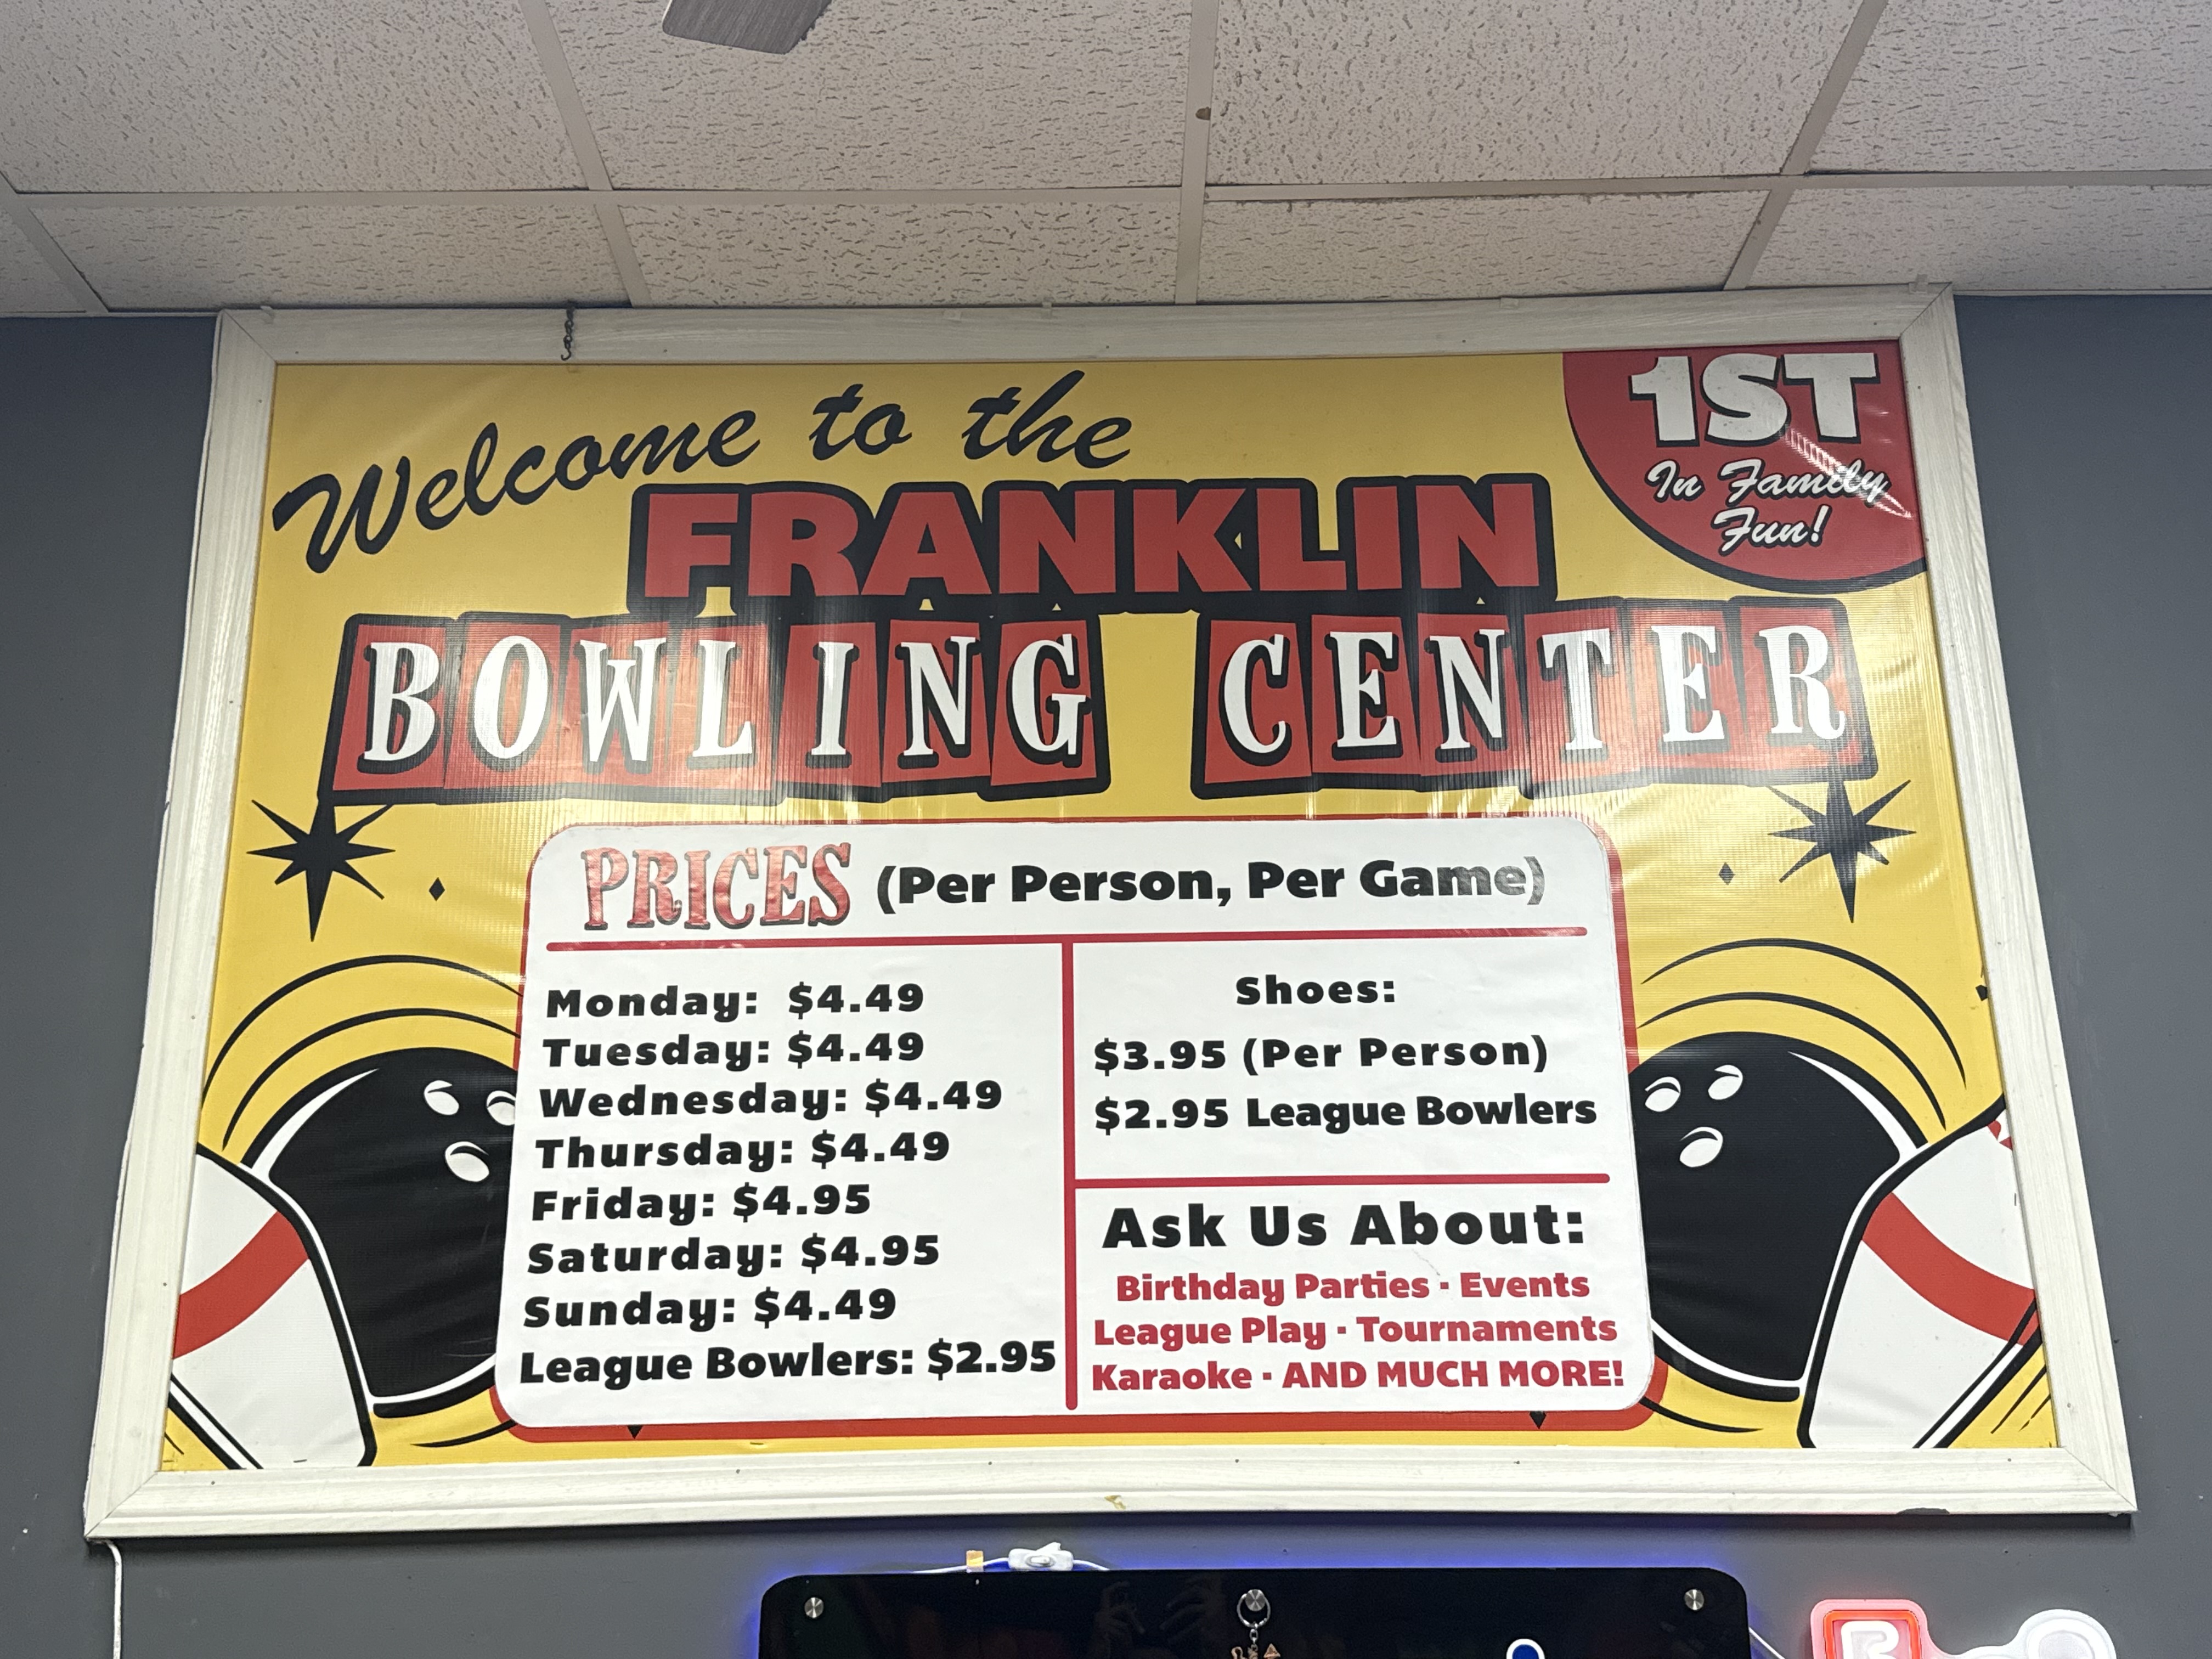 Welcome to the
FRANKLIN
BOWLING CENTER
1ST
In Family
Fun!
PRICES (Per Person, Per Game)
Monday: $4.49
Tuesday: $4.49
Wednesday: $4.49
Thursday: $4.49
Friday: $4.95
Saturday: $4.95
Sunday: $4.49
League Bowlers: $2.95
Shoes:
$3.95 (Per Person)
$2.95 League Bowlers
Ask Us About:
Birthday Parties · Events
League Play · Tournaments
Karaoke · AND MUCH MORE!